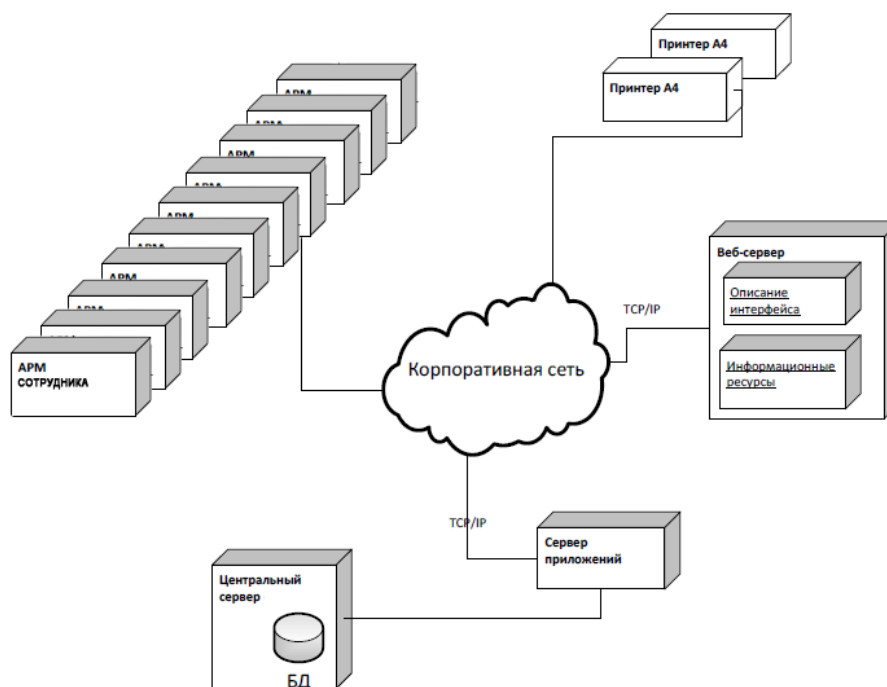 Принтер А4
Принтер А4
АРМ
АРМ
АРМ
АРМ
АРМ
АРМ
АРМ
АРМ
АРМ
СОТРУДНИКА
Веб-сервер
Описание
интерфейса
Информационные
ресурсы
TCP/IP
Корпоративная сеть
TCP/IP
Сервер
приложений
Центральный
сервер
БД